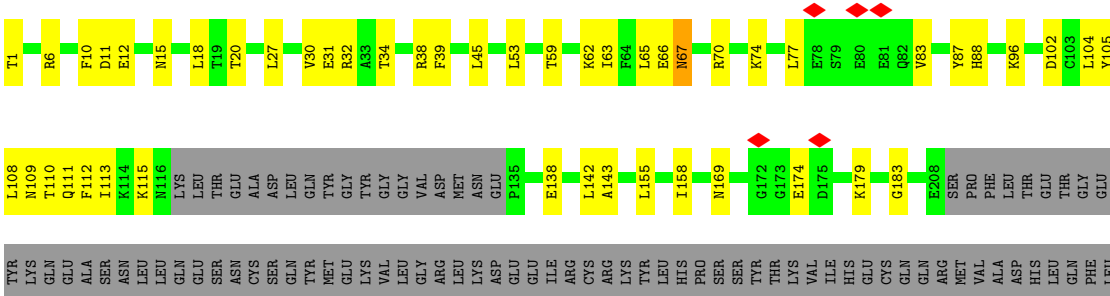 T1 R6 F10 D11 E12 N15 L18 T19 T20 L27 V30 E31 R32 A33 T34 R38 F39 L45 L53 T59 K62 I63 F64 L65 E66 N67 R70 K74 L77 E78 S79 E80 E81 Q82 V83 Y87 H88 K96 D102 C103 L104 Y105
L108 N109 T110 Q111 F112 I113 K114 K115 N116 LYS LEU THR GLU ALA ASP LEU GLN TYR GLY TYR GLY GLY VAL ASP MET ASN GLU P135 E138 L142 A143 L155 I158 N169 G172 G173 E174 D175 K179 G183 E208 SER PRO PHE LEU THR GLU THR GLY GLU
TYR LYS GLN GLU ALA SER ASN LEU LEU GLN GLU SER ASN CYS SER GLN TYR MET GLU LYS VAL LEU GLY ARG LEU LYS ASP GLU GLU ILE ARG CYS ARG LYS TYR LEU HIS PRO SER SER TYR THR LYS VAL ILE HIS GLU CYS GLN GLN ARG MET VAL ALA ASP HIS LEU GLN PHE LEU